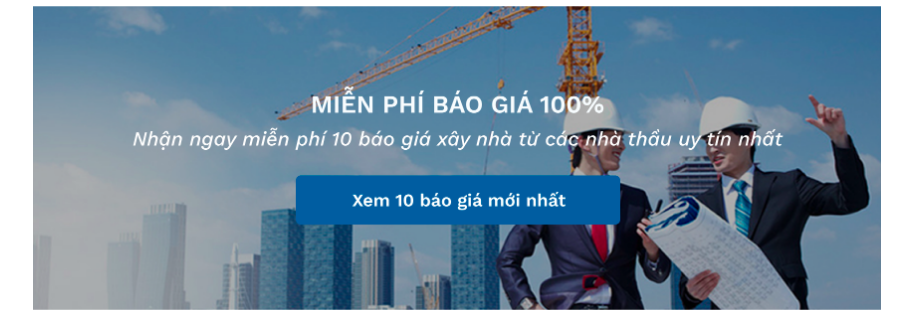 MIỄN PHÍ BÁO GIÁ 100%
Nhận ngay miễn phí 10 báo giá xây nhà từ các nhà thầu uy tín nhất
Xem 10 báo giá mới nhất